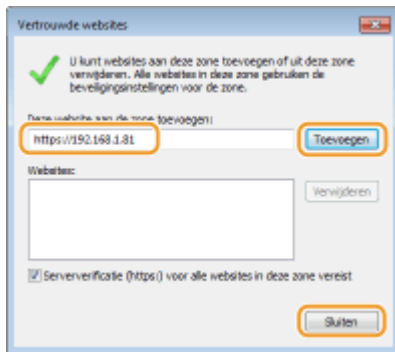 Vertrouwde websites
U kunt websites aan deze zone toevoegen of uit deze zone
verwijderen. Alle websites in deze zone gebruiken de
beveiligingsinstellingen voor de zone.
Deze website aan de zone toevoegen:
https://192.168.1.81
Toevoegen
Websites:
Verwijderen
Serververificatie (https:) voor alle websites in deze zone vereist
Sluiten